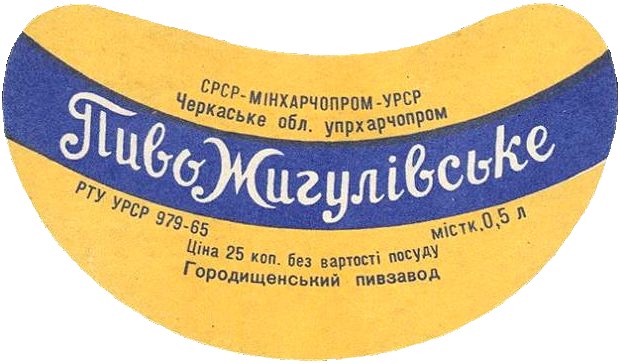 СРСР-МІНХАРЧОПРОМ-УРСР
Черкаське обл. упрхарчопром
Пиво Жигулівське
РТУ УРСР 979-65
містк.0,5 л
Ціна 25 коп. без вартості посуду
Городищенський пивзавод